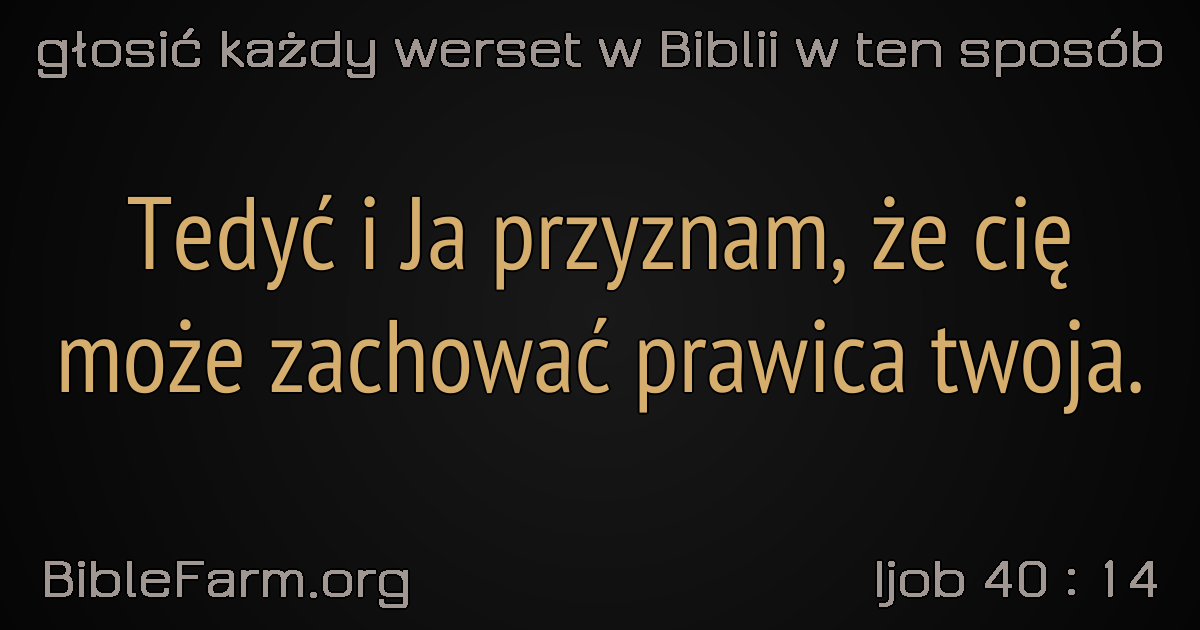 głosić każdy werset w Biblii w ten sposób
Tedyć i Ja przyznam, że cię
może zachować prawica twoja.
BibleFarm.org
Ijob 40 : 14